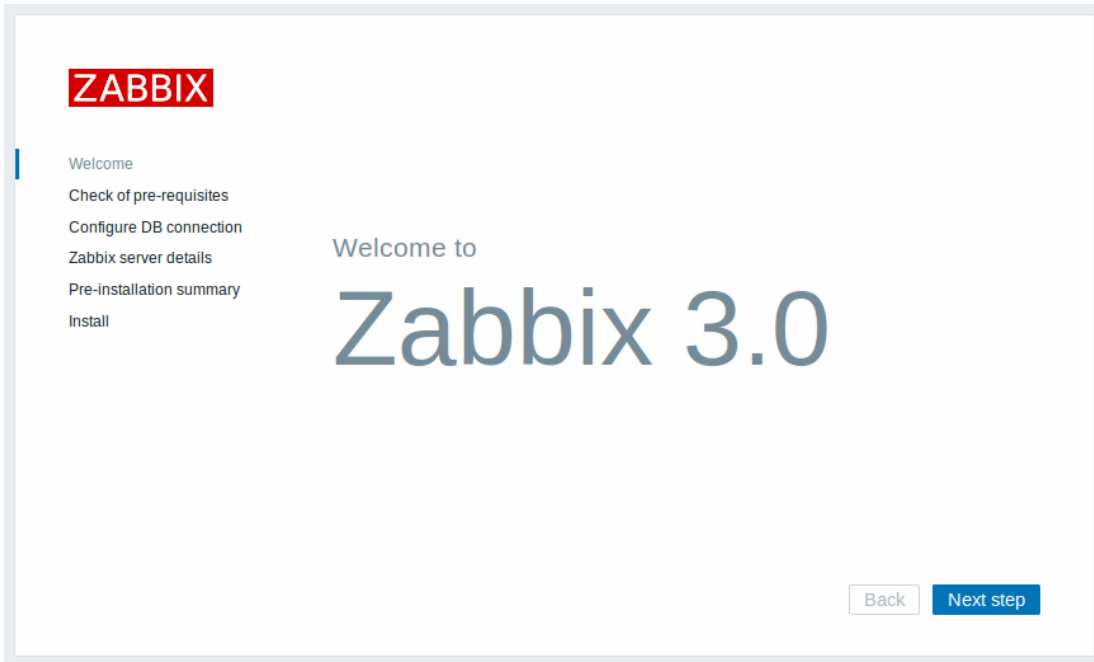 ZABBIX
Welcome
Check of pre-requisites
Configure DB connection
Zabbix server details
Pre-installation summary
Install
Welcome to
Zabbix 3.0
Back
Next step